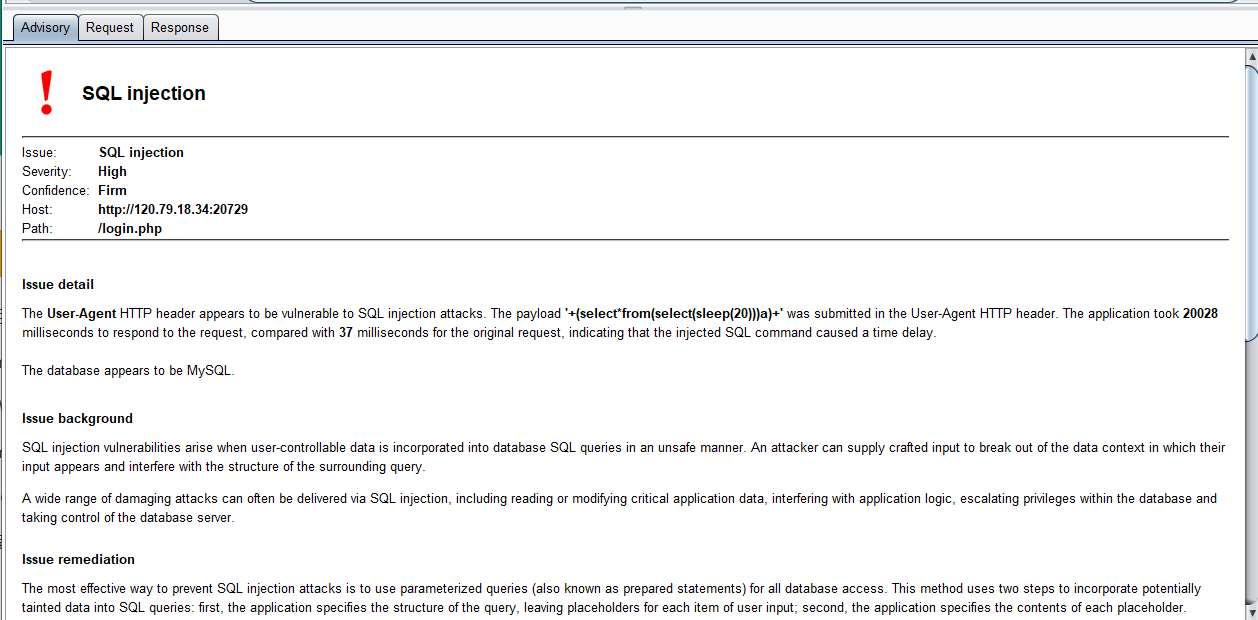 Advisory Request Response
SQL injection
Issue: SQL injection
Severity: High
Confidence: Firm
Host: http://120.79.18.34:20729
Path: /login.php
Issue detail
The User-Agent HTTP header appears to be vulnerable to SQL injection attacks. The payload '+(select*from(select(sleep(20)))a)+' was submitted in the User-Agent HTTP header. The application took 20028
milliseconds to respond to the request, compared with 37 milliseconds for the original request, indicating that the injected SQL command caused a time delay.
The database appears to be MySQL.
Issue background
SQL injection vulnerabilities arise when user-controllable data is incorporated into database SQL queries in an unsafe manner. An attacker can supply crafted input to break out of the data context in which their
input appears and interfere with the structure of the surrounding query.
A wide range of damaging attacks can often be delivered via SQL injection, including reading or modifying critical application data, interfering with application logic, escalating privileges within the database and
taking control of the database server.
Issue remediation
The most effective way to prevent SQL injection attacks is to use parameterized queries (also known as prepared statements) for all database access. This method uses two steps to incorporate potentially
tainted data into SQL queries: first, the application specifies the structure of the query, leaving placeholders for each item of user input; second, the application specifies the contents of each placeholder.